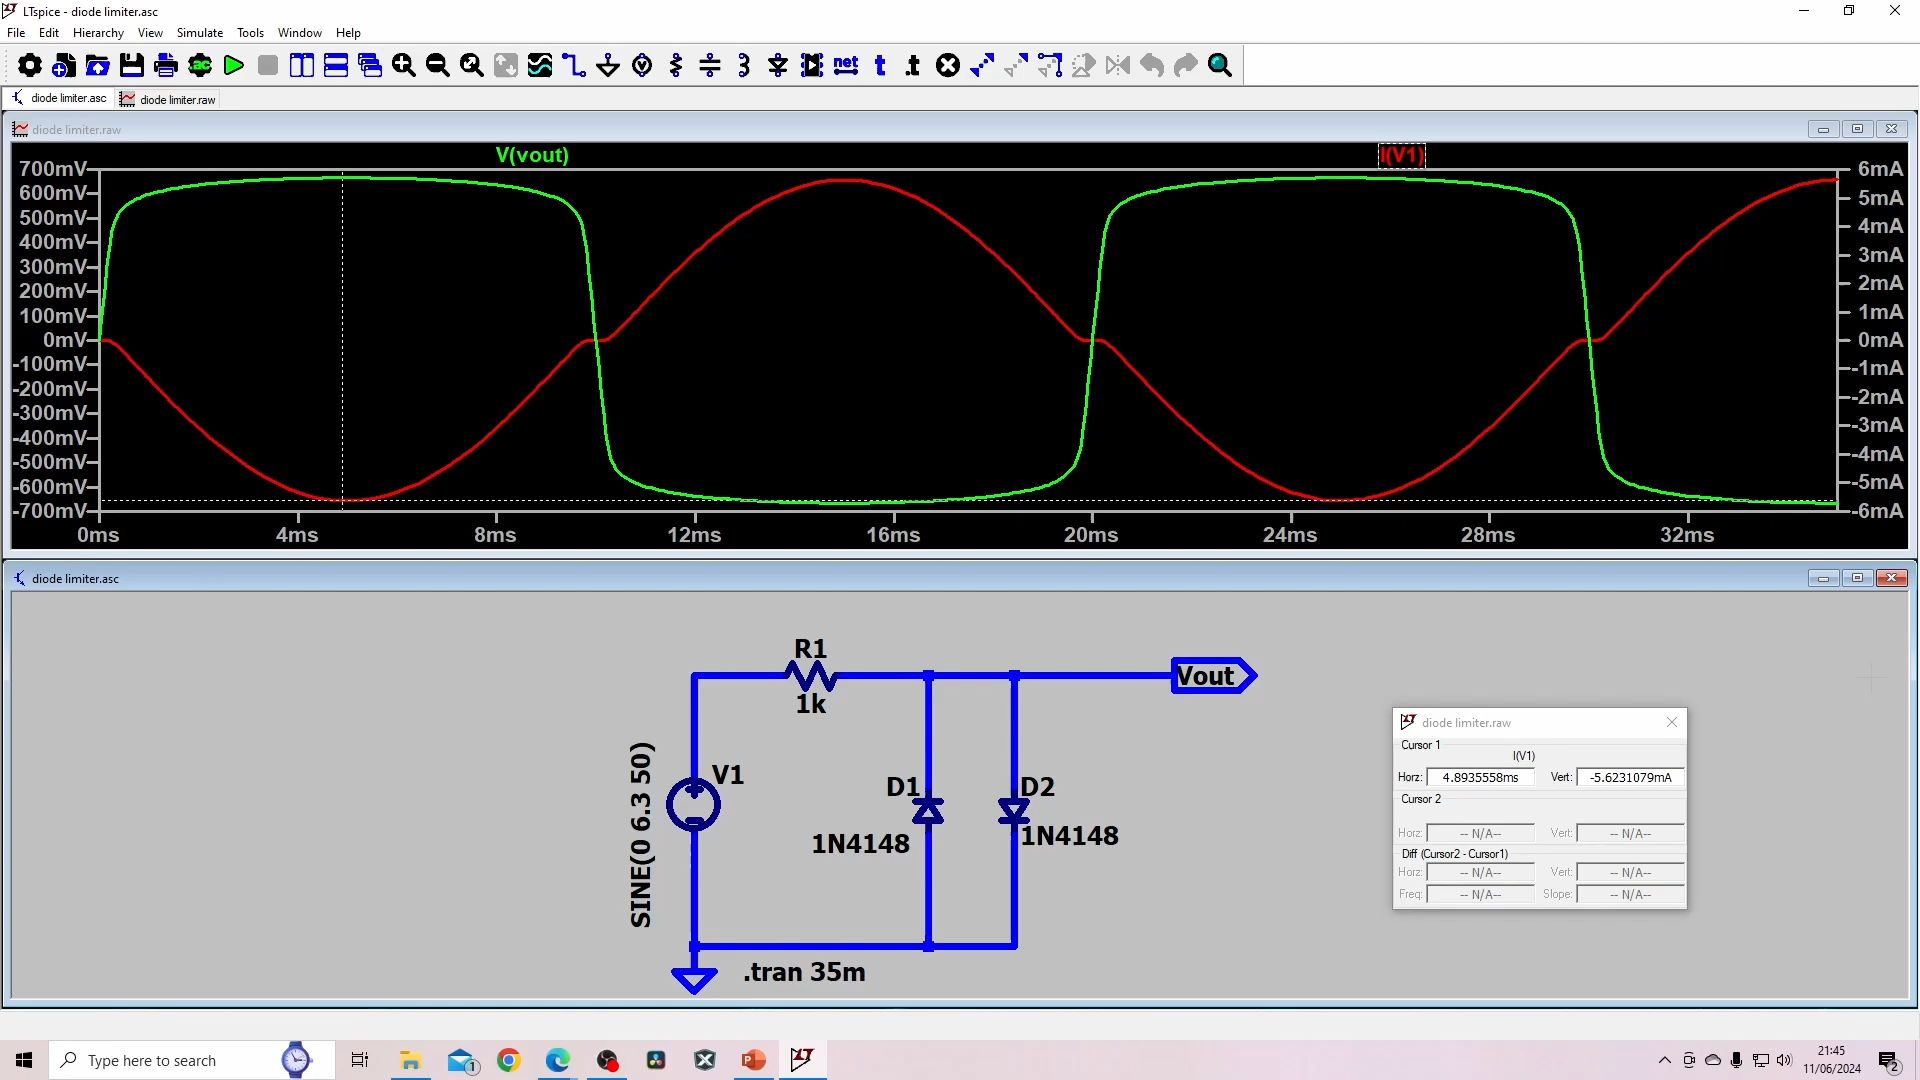 LTspice - diode limiter.asc
File Edit Hierarchy View Simulate Tools Window Help
.ac net t .t
diode limiter.asc diode limiter.raw
diode limiter.raw
V(vout) I(V1)
700mV 6mA
600mV 5mA
500mV 4mA
400mV 3mA
300mV 2mA
200mV 1mA
100mV 0mA
0mV -1mA
-100mV -2mA
-200mV -3mA
-300mV -4mA
-400mV -5mA
-500mV -6mA
-600mV
-700mV
0ms 4ms 8ms 12ms 16ms 20ms 24ms 28ms 32ms
diode limiter.asc
R1
1k
Vout
SINE(0 6.3 50)
V1
D1
1N4148
D2
1N4148
.tran 35m
diode limiter.raw
Cursor 1
I(V1)
Horz: 4.8935558ms Vert: -5.6231079mA
Cursor 2
Horz: -- N/A-- Vert: -- N/A--
Diff (Cursor2 - Cursor1)
Horz: -- N/A-- Vert: -- N/A--
Freq: -- N/A-- Slope: -- N/A--
Type here to search
1
21:45
11/06/2024
2